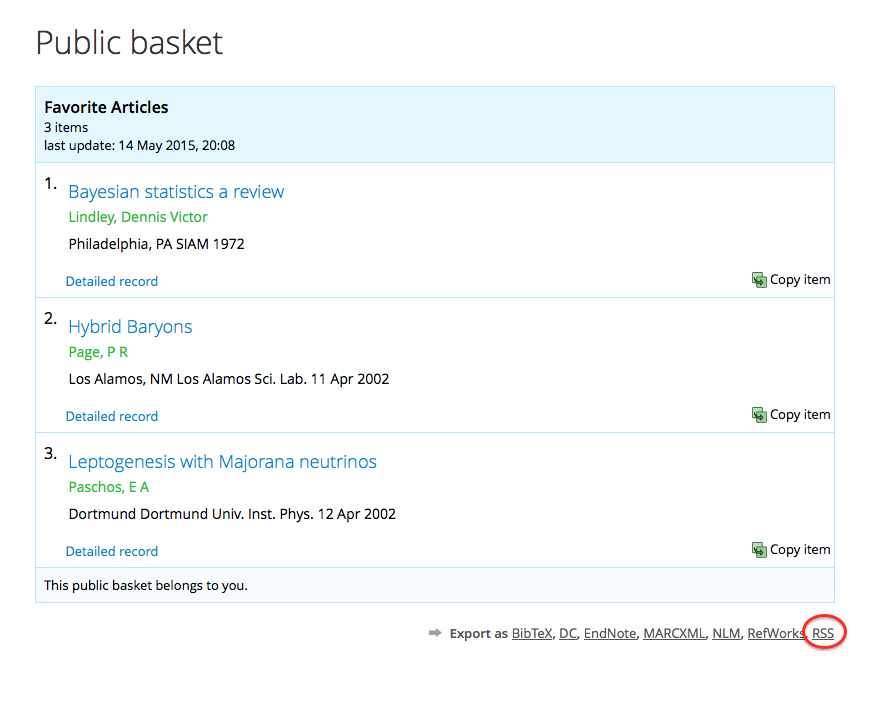 Public basket
Favorite Articles
3 items
last update: 14 May 2015, 20:08
1.
Bayesian statistics a review
Lindley, Dennis Victor
Philadelphia, PA SIAM 1972
Detailed record
Copy item
2.
Hybrid Baryons
Page, P R
Los Alamos, NM Los Alamos Sci. Lab. 11 Apr 2002
Detailed record
Copy item
3.
Leptogenesis with Majorana neutrinos
Paschos, E A
Dortmund Dortmund Univ. Inst. Phys. 12 Apr 2002
Detailed record
Copy item
This public basket belongs to you.
Export as BibTeX, DC, EndNote, MARCXML, NLM, RefWorks, RSS